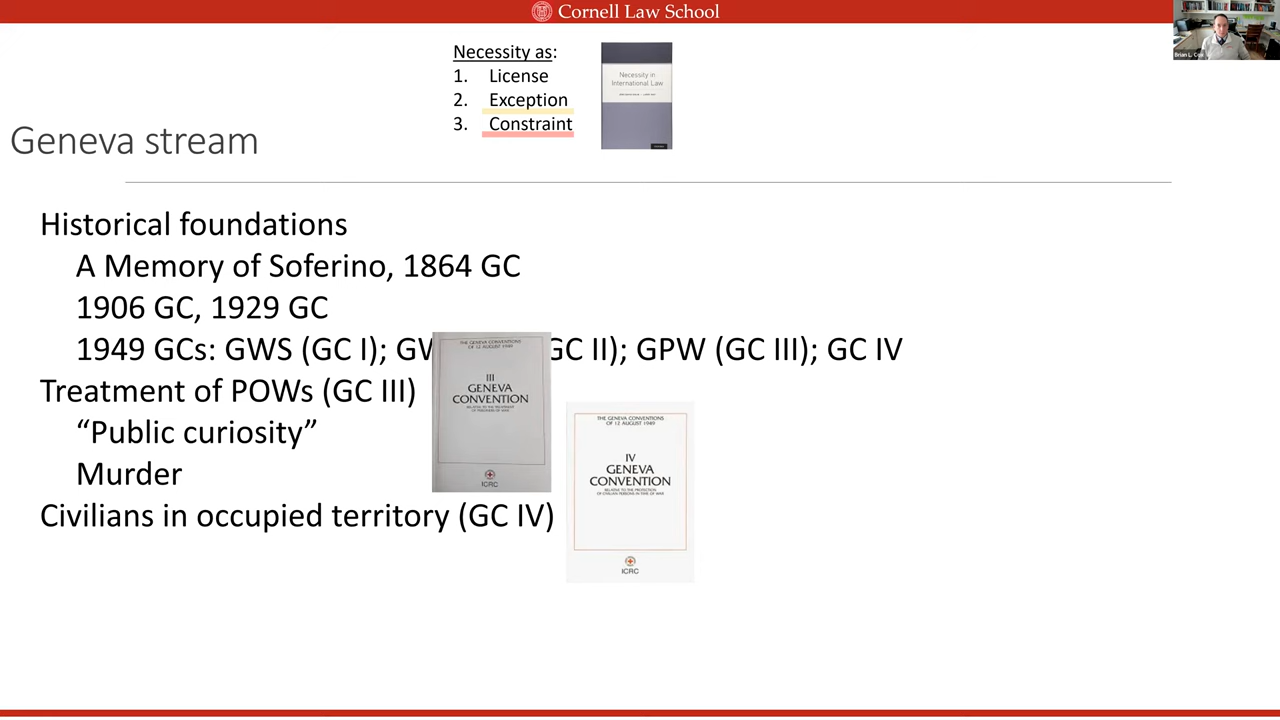 Cornell Law School
Brian L. Cox
Necessity as:
1. License
2. Exception
3. Constraint
Necessity in
International Law
Geneva stream
Historical foundations
A Memory of Soferino, 1864 GC
1906 GC, 1929 GC
1949 GCs: GWS (GC I); GC II); GPW (GC III); GC IV
Treatment of POWs (GC III)
“Public curiosity”
Murder
Civilians in occupied territory (GC IV)
THE GENEVA CONVENTIONS
OF 12 AUGUST 1949
III
GENEVA
CONVENTION
RELATIVE TO THE TREATMENT
OF PRISONERS OF WAR
ICRC
THE GENEVA CONVENTIONS
OF 12 AUGUST 1949
IV
GENEVA
CONVENTION
RELATIVE TO THE PROTECTION
OF CIVILIAN PERSONS IN TIME OF WAR
ICRC